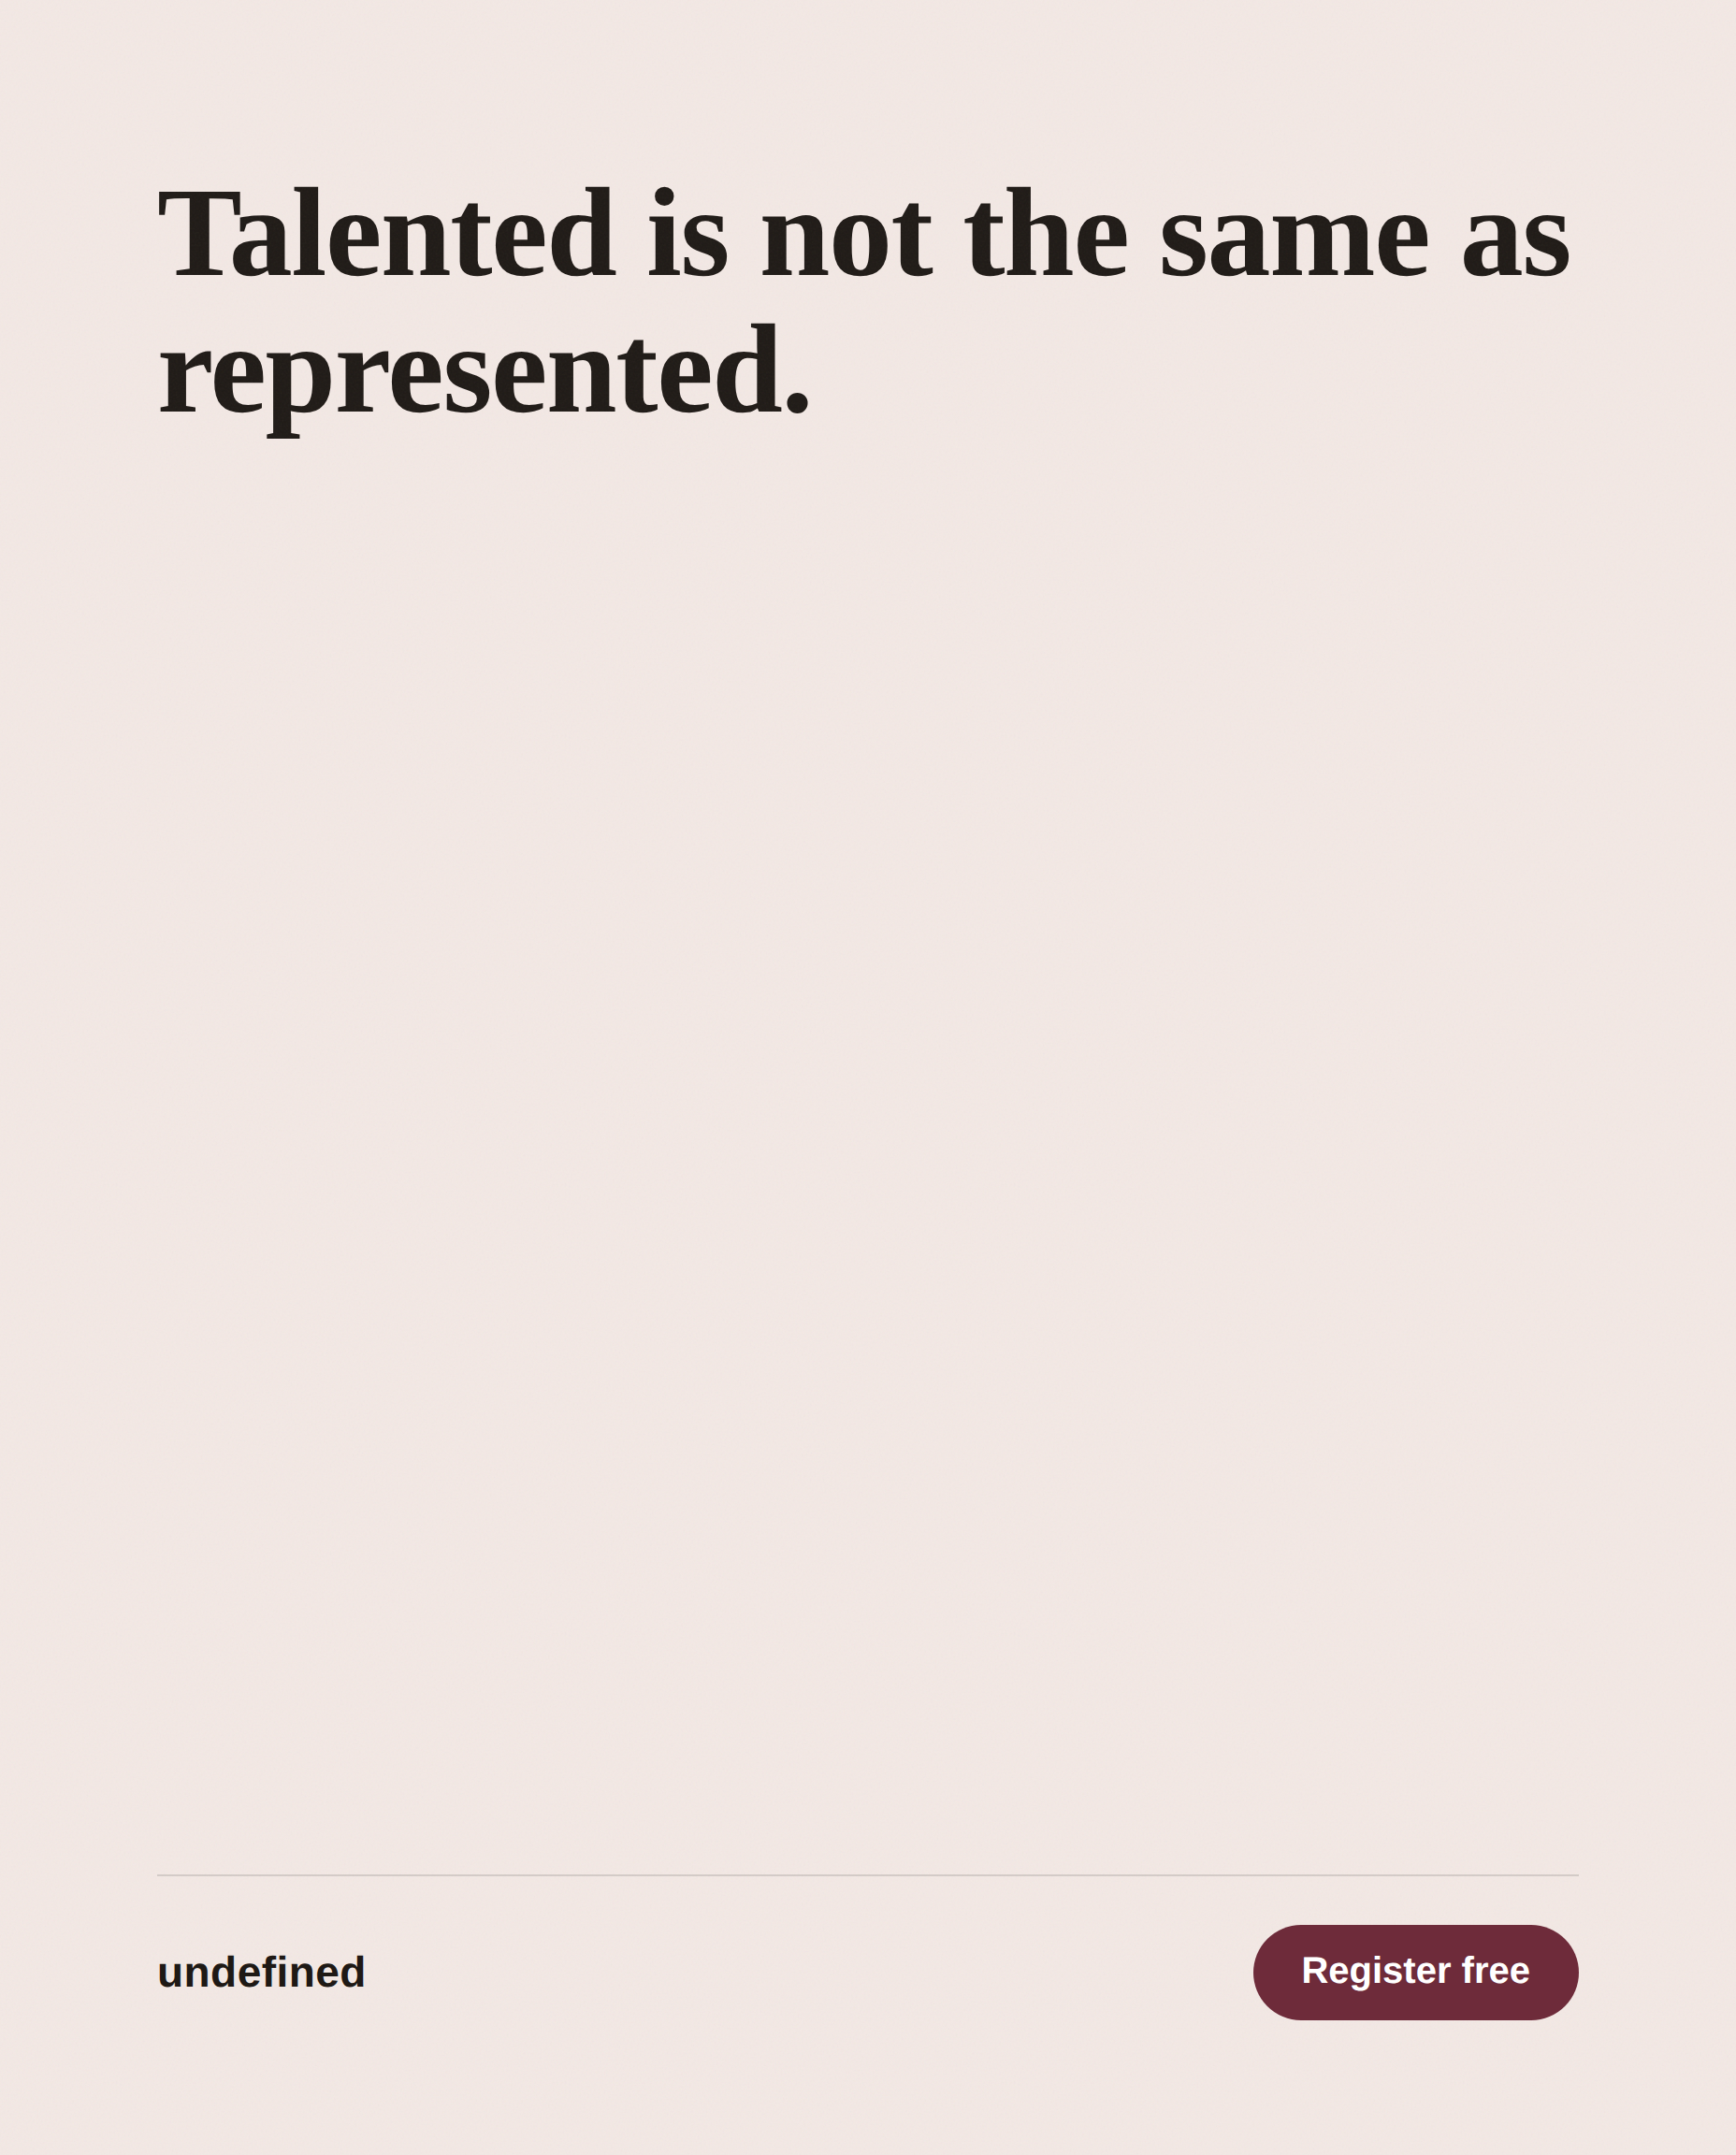 Talented is not the same as
represented.
undefined
Register free